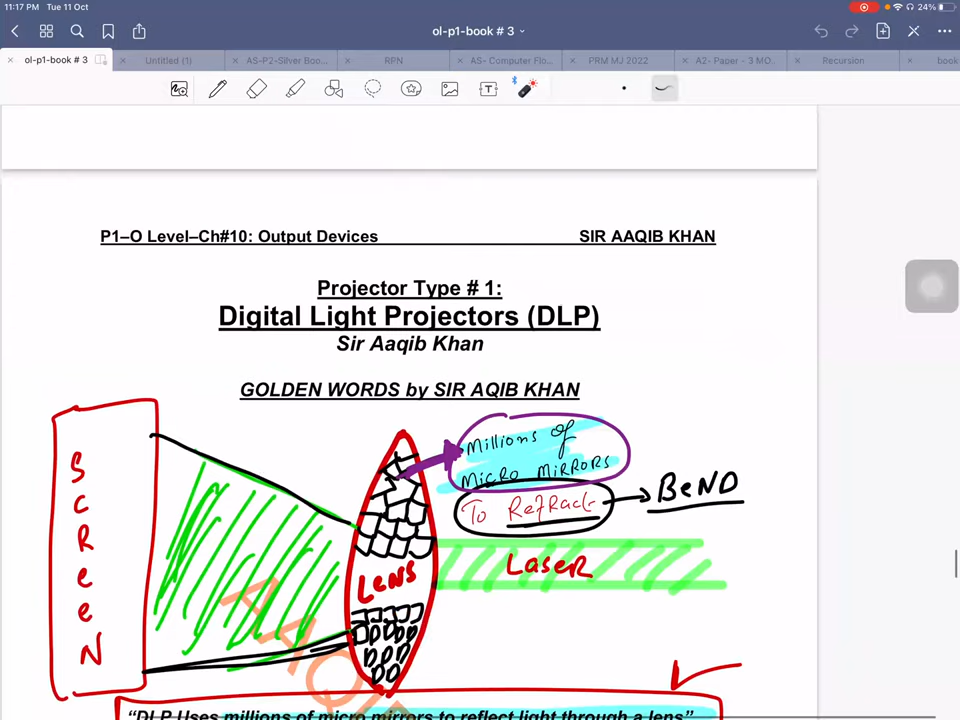 11:17 PM Tue 11 Oct
24%
ol-p1-book # 3
ol-p1-book # 3
Untitled (1)
AS-P2-Silver Boo...
RPN
AS- Computer Flo...
PRM MJ 2022
A2- Paper - 3 MO...
Recursion
book
P1–O Level–Ch#10: Output Devices SIR AAQIB KHAN
Projector Type # 1:
Digital Light Projectors (DLP)
Sir Aaqib Khan
GOLDEN WORDS by SIR AQIB KHAN
Millions of
MICRO MIRRORS
To Refract
BeND
SCReeN
LENS
LaseR
AAQI
“DLP Uses millions of micro mirrors to reflect light through a lens”